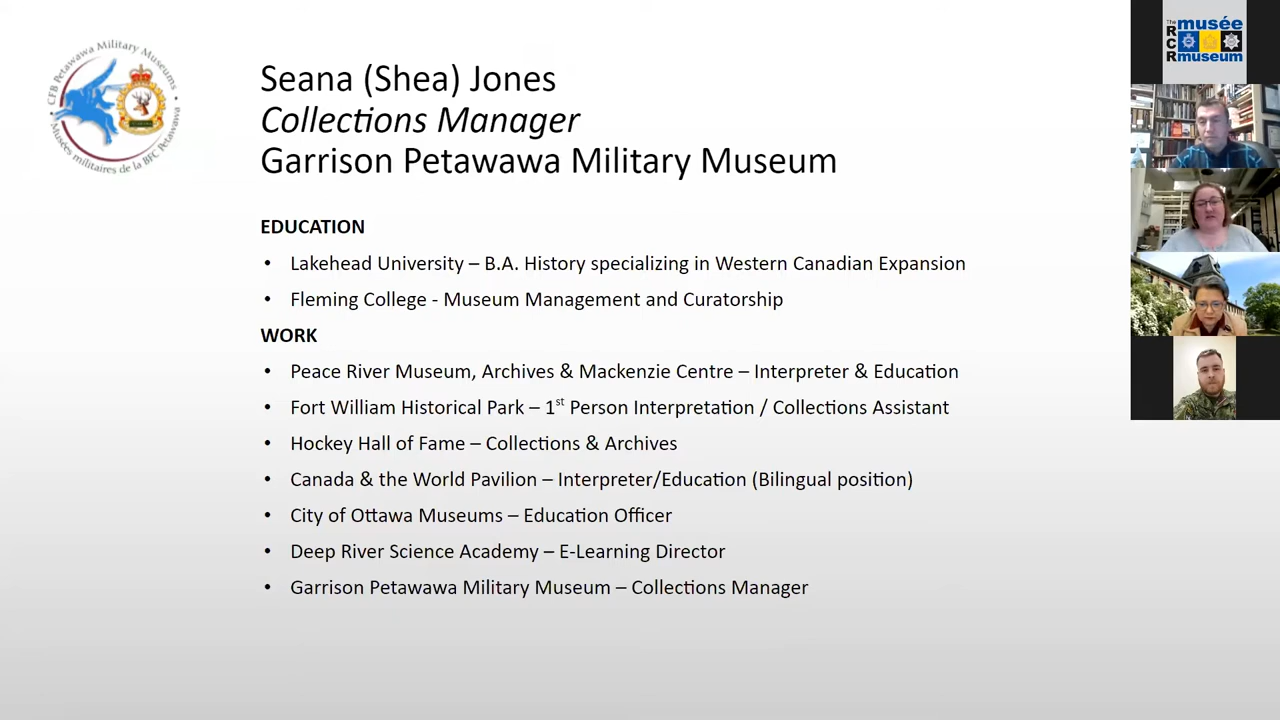 CFB Petawawa Military Museums
Musées militaires de la BFC Petawawa
Seana (Shea) Jones
Collections Manager
Garrison Petawawa Military Museum
EDUCATION
• Lakehead University – B.A. History specializing in Western Canadian Expansion
• Fleming College - Museum Management and Curatorship
WORK
• Peace River Museum, Archives & Mackenzie Centre – Interpreter & Education
• Fort William Historical Park – 1st Person Interpretation / Collections Assistant
• Hockey Hall of Fame – Collections & Archives
• Canada & the World Pavilion – Interpreter/Education (Bilingual position)
• City of Ottawa Museums – Education Officer
• Deep River Science Academy – E-Learning Director
• Garrison Petawawa Military Museum – Collections Manager
The
RCR
musée
museum